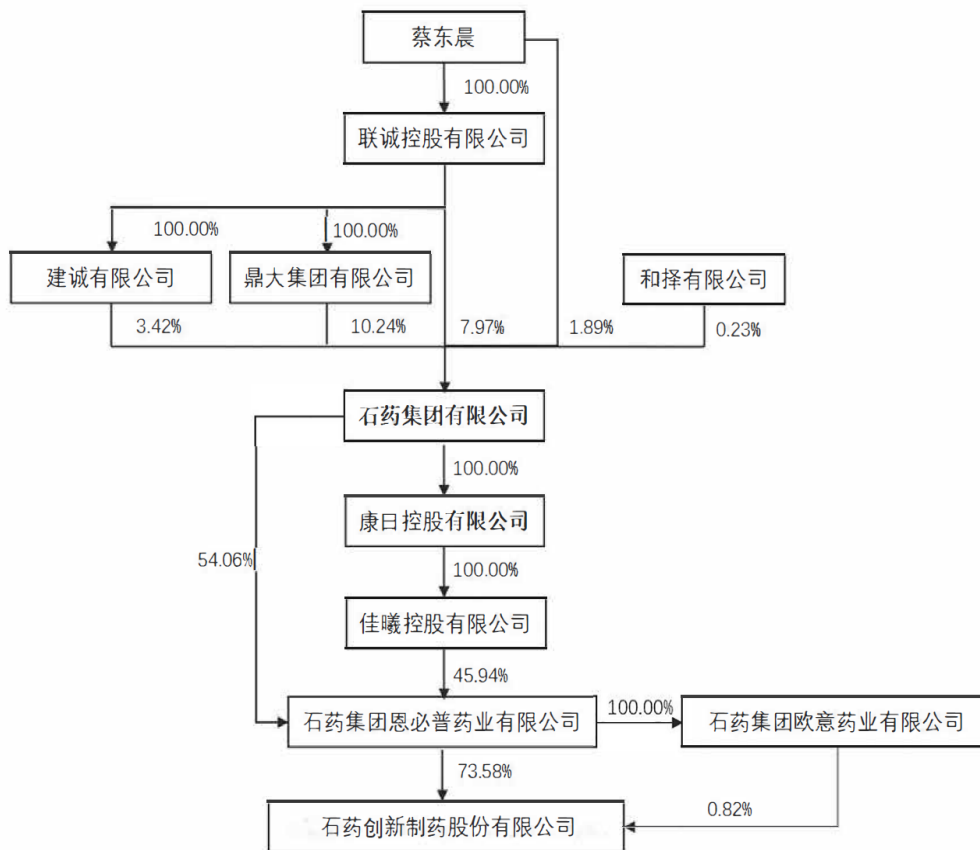 蔡东晨
100.00%
联诚控股有限公司
100.00%
100.00%
建诚有限公司
鼎大集团有限公司
和择有限公司
3.42%
10.24%
7.97%
1.89%
0.23%
石药集团有限公司
100.00%
康日控股有限公司
54.06%
100.00%
佳曦控股有限公司
45.94%
石药集团恩必普药业有限公司
100.00%
石药集团欧意药业有限公司
73.58%
0.82%
石药创新制药股份有限公司